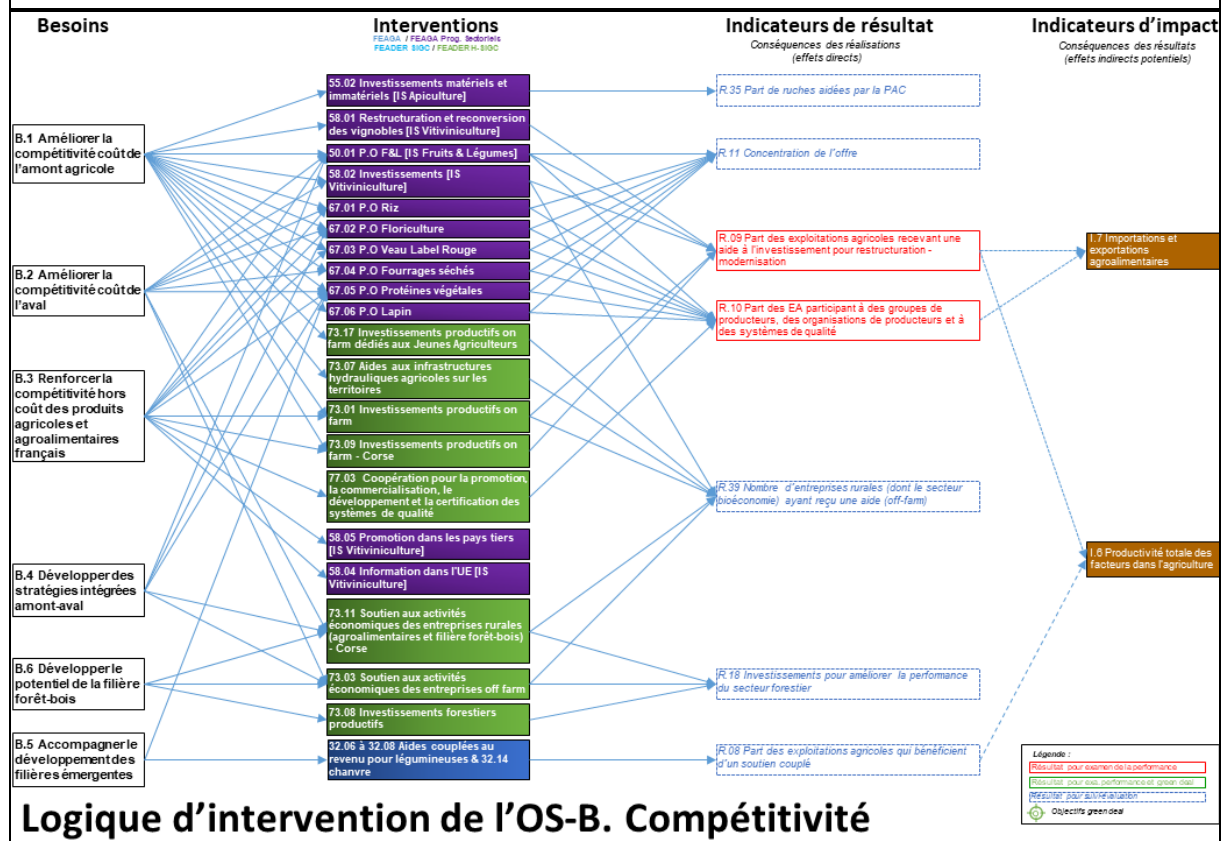 Besoins
Interventions
FEAGA / FEAGA Prog. Sectoriels
FEADER SIGC / FEADER H-SIGC
Indicateurs de résultat
Conséquences des réalisations
(effets directs)
Indicateurs d'impact
Conséquences des résultats
(effets indirects potentiels)
B.1 Améliorer la
compétitivité coût de
l'amont agricole
B.2 Améliorer la
compétitivité coût de
l'aval
B.3 Renforcer la
compétitivité hors
coût des produits
agricoles et
agroalimentaires
français
B.4 Développer des
stratégies intégrées
amont-aval
B.6 Développer le
potentiel de la filière
forêt-bois
B.5 Accompagner le
développement des
filières émergentes
55.02 Investissements matériels et
immatériels [IS Apiculture]
58.01 Restructuration et reconversion
des vignobles [IS Vitiviniculture]
50.01 P.O F&L [IS Fruits & Légumes]
58.02 Investissements [IS
Vitiviniculture]
67.01 P.O Riz
67.02 P.O Floriculture
67.03 P.O Veau Label Rouge
67.04 P.O Fourrages séchés
67.05 P.O Protéines végétales
67.06 P.O Lapin
73.17 Investissements productifs on
farm dédiés aux Jeunes Agriculteurs
73.07 Aides aux infrastructures
hydrauliques agricoles sur les
territoires
73.01 Investissements productifs on
farm
73.09 Investissements productifs on
farm - Corse
77.03 Coopération pour la promotion,
la commercialisation, le
développement et la certification des
systèmes de qualité
58.05 Promotion dans les pays tiers
[IS Vitiviniculture]
58.04 Information dans l'UE [IS
Vitiviniculture]
73.11 Soutien aux activités
économiques des entreprises rurales
(agroalimentaires et filière forêt-bois)
- Corse
73.03 Soutien aux activités
économiques des entreprises off farm
73.08 Investissements forestiers
productifs
32.06 à 32.08 Aides couplées au
revenu pour légumineuses & 32.14
chanvre
R.35 Part de ruches aidées par la PAC
R.11 Concentration de l'offre
R.09 Part des exploitations agricoles recevant une
aide à l'investissement pour restructuration -
modernisation
R.10 Part des EA participant à des groupes de
producteurs, des organisations de producteurs et à
des systèmes de qualité
R.39 Nombre d'entreprises rurales (dont le secteur
bioéconomie) ayant reçu une aide (off-farm)
R.18 Investissements pour améliorer la performance
du secteur forestier
R.08 Part des exploitations agricoles qui bénéficient
d'un soutien couplé
I.7 Importations et
exportations
agroalimentaires
I.6 Productivité totale des
facteurs dans l'agriculture
Légende :
Résultat pour examen de la performance
Résultat pour exa. performance et green deal
Résultat pour suivi-évaluation
Objectifs green deal
Logique d'intervention de l'OS-B. Compétitivité